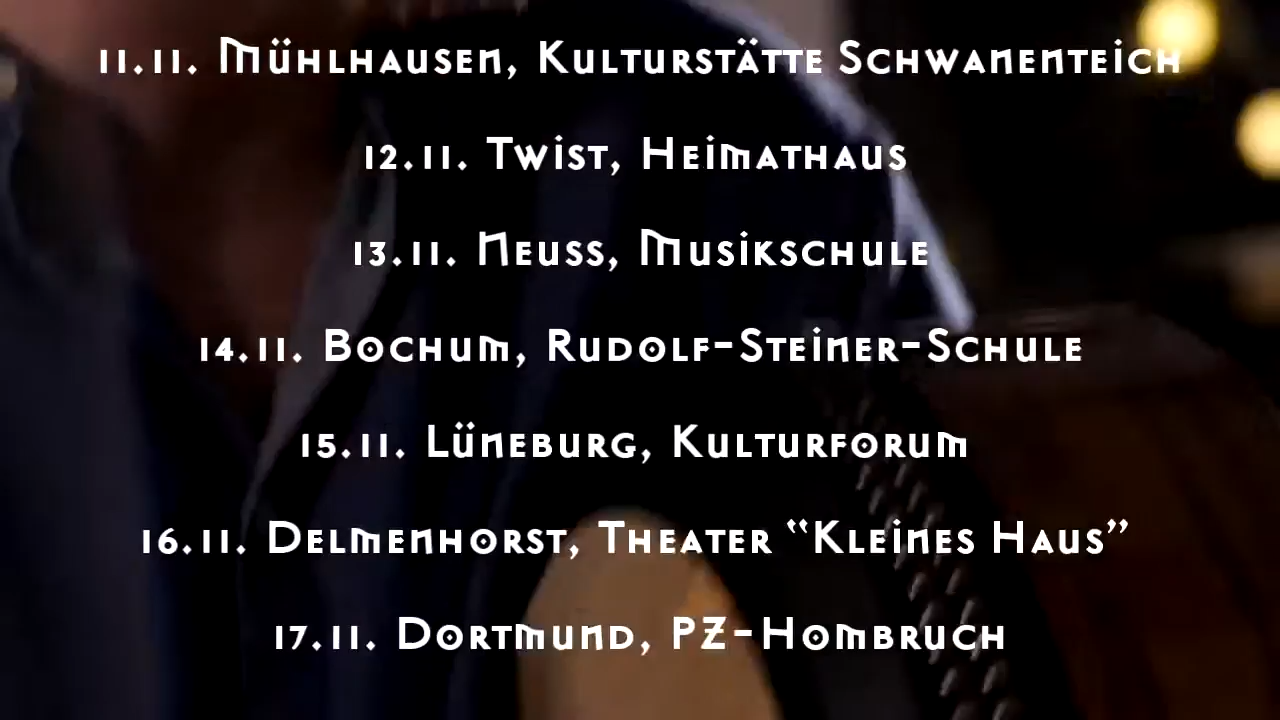 11.11. Mühlhausen, Kulturstätte Schwanenteich
12.11. Twist, Heimathaus
13.11. Neuss, Musikschule
14.11. Bochum, Rudolf-Steiner-Schule
15.11. Lüneburg, Kulturforum
16.11. Delmenhorst, Theater “Kleines Haus”
17.11. Dortmund, PZ-Hombruch